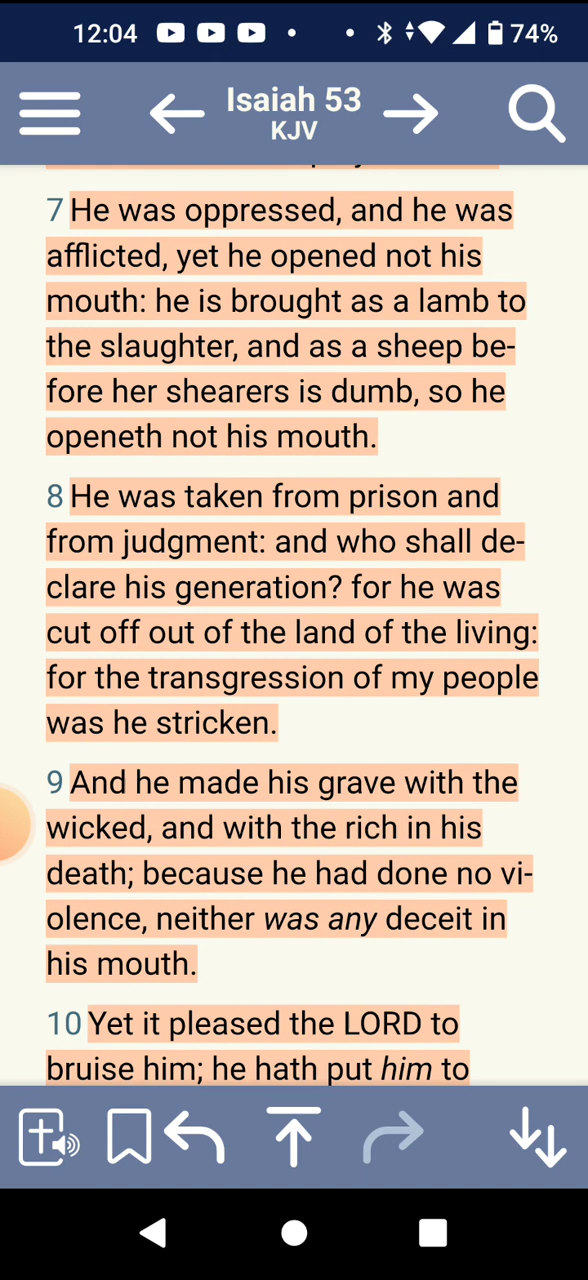 12:04
74%
Isaiah 53
KJV
7 He was oppressed, and he was
afflicted, yet he opened not his
mouth: he is brought as a lamb to
the slaughter, and as a sheep be-
fore her shearers is dumb, so he
openeth not his mouth.
8 He was taken from prison and
from judgment: and who shall de-
clare his generation? for he was
cut off out of the land of the living:
for the transgression of my people
was he stricken.
9 And he made his grave with the
wicked, and with the rich in his
death; because he had done no vi-
olence, neither was any deceit in
his mouth.
10 Yet it pleased the LORD to
bruise him; he hath put him to